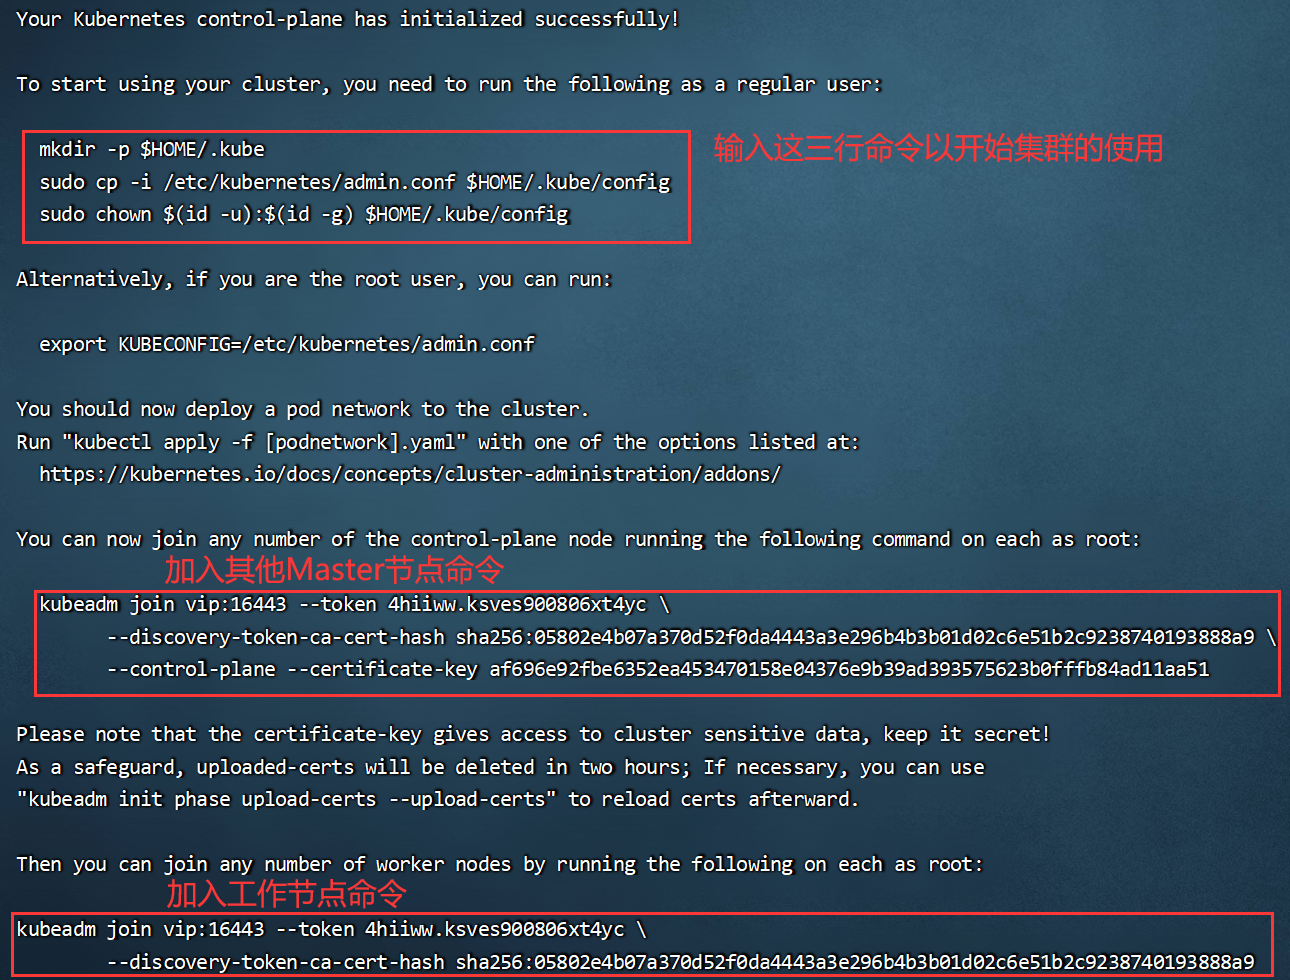 Your Kubernetes control-plane has initialized successfully!
To start using your cluster, you need to run the following as a regular user:
mkdir -p $HOME/.kube
输入这三行命令以开始集群的使用
sudo cp -i /etc/kubernetes/admin.conf $HOME/.kube/config
sudo chown $(id -u):$(id -g) $HOME/.kube/config
Alternatively, if you are the root user, you can run:
export KUBECONFIG=/etc/kubernetes/admin.conf
You should now deploy a pod network to the cluster.
Run "kubectl apply -f [podnetwork].yaml" with one of the options listed at:
https://kubernetes.io/docs/concepts/cluster-administration/addons/
You can now join any number of the control-plane node running the following command on each as root:
加入其他Master节点命令
kubeadm join vip:16443 --token 4hiiww.ksves900806xt4yc \
--discovery-token-ca-cert-hash sha256:05802e4b07a370d52f0da4443a3e296b4b3b01d02c6e51b2c9238740193888a9 \
--control-plane --certificate-key af696e92fbe6352ea453470158e04376e9b39ad393575623b0fffb84ad11aa51
Please note that the certificate-key gives access to cluster sensitive data, keep it secret!
As a safeguard, uploaded-certs will be deleted in two hours; If necessary, you can use
"kubeadm init phase upload-certs --upload-certs" to reload certs afterward.
Then you can join any number of worker nodes by running the following on each as root:
加入工作节点命令
kubeadm join vip:16443 --token 4hiiww.ksves900806xt4yc \
--discovery-token-ca-cert-hash sha256:05802e4b07a370d52f0da4443a3e296b4b3b01d02c6e51b2c9238740193888a9